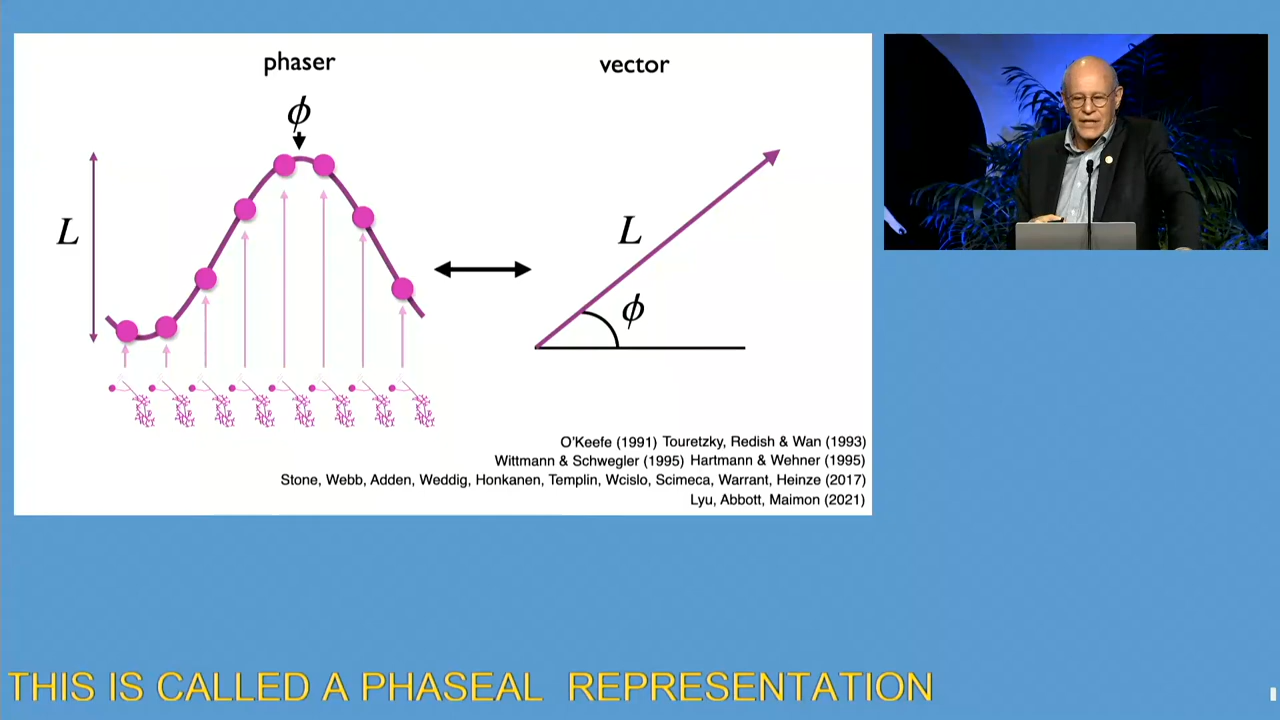 phaser
vector
ϕ
L
L
ϕ
O'Keefe (1991) Touretzky, Redish & Wan (1993)
Wittmann & Schwegler (1995) Hartmann & Wehner (1995)
Stone, Webb, Adden, Weddig, Honkanen, Templin, Wcislo, Scimeca, Warrant, Heinze (2017)
Lyu, Abbott, Maimon (2021)
THIS IS CALLED A PHASEAL REPRESENTATION